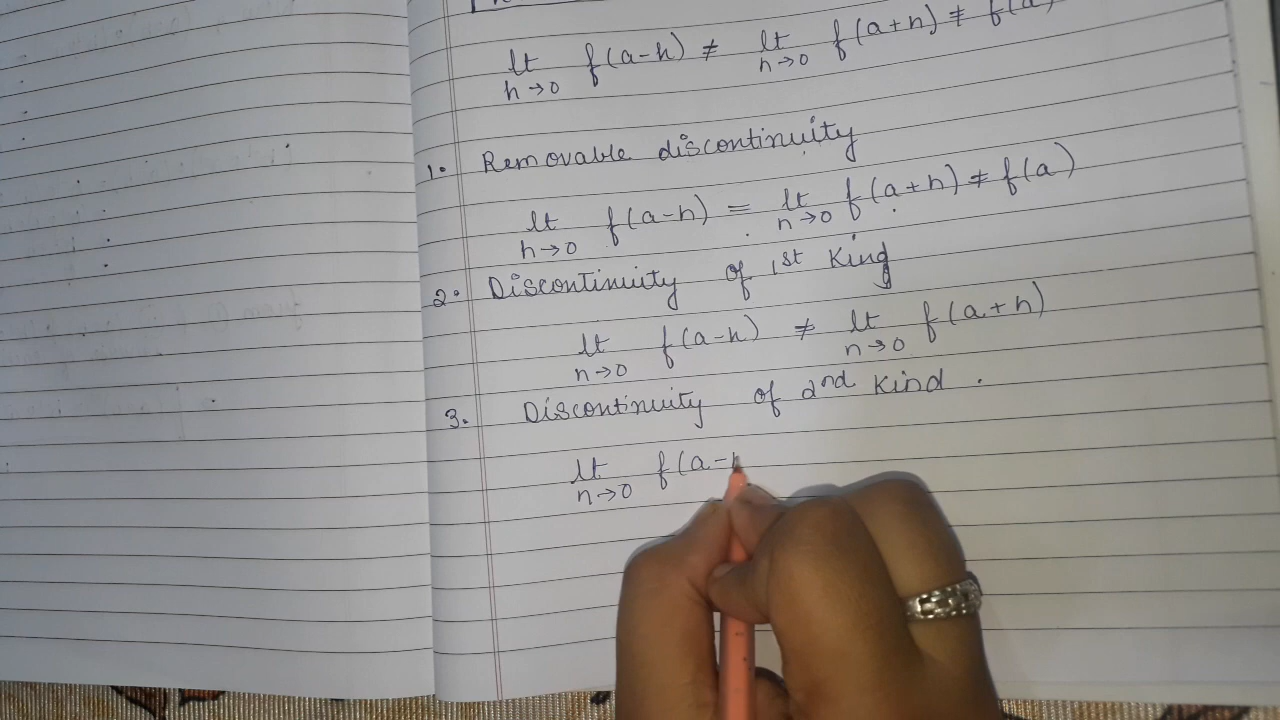 lt f(a-h) ≠ lt f(a+h) ≠ f(a)
h→0 h→0
1. Removable discontinuity
lt f(a-h) = lt f(a+h) ≠ f(a)
h→0 h→0
2. Discontinuity of 1st Kind
lt f(a-h) ≠ lt f(a+h)
h→0 h→0
3. Discontinuity of 2nd Kind.
lt f(a-h
h→0